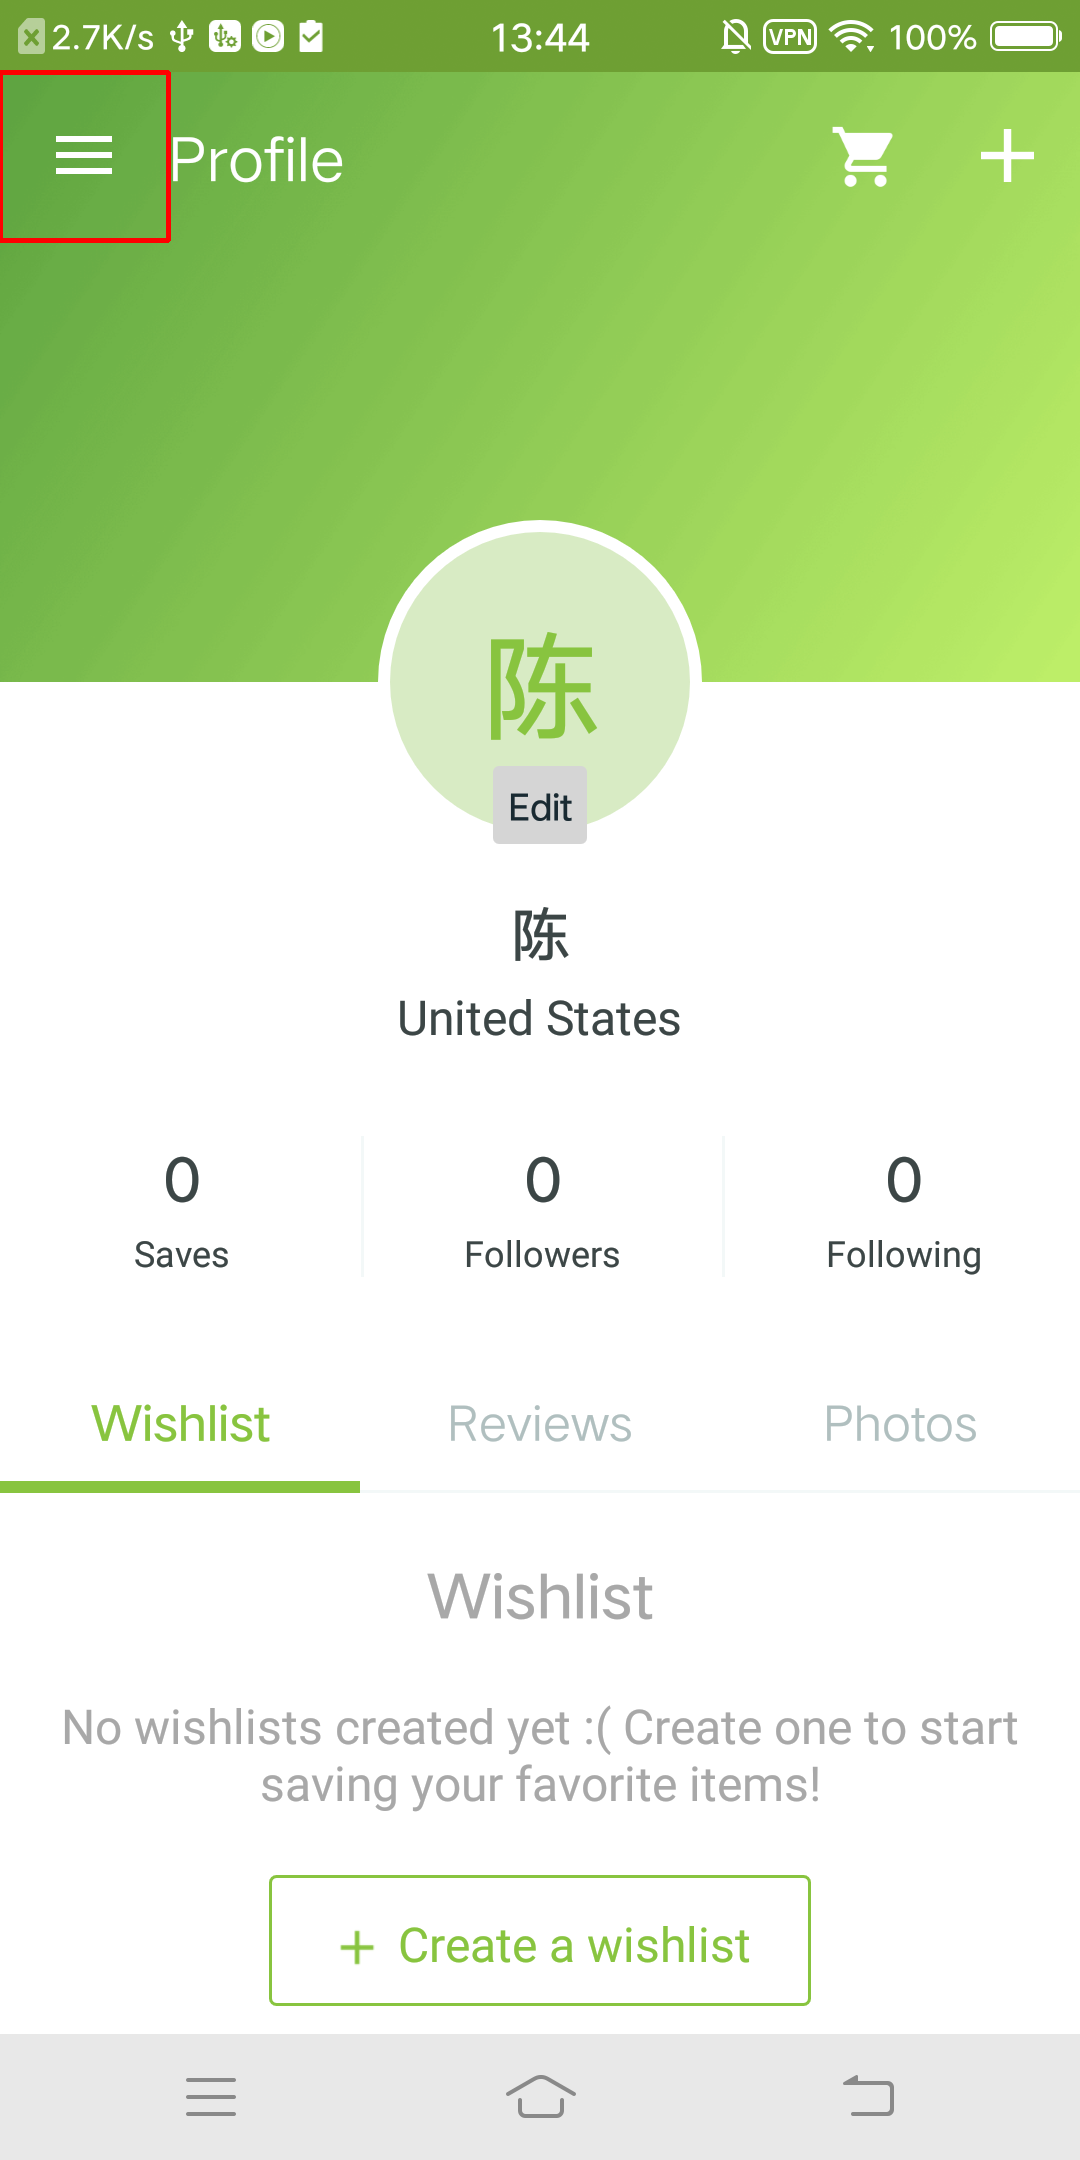 2.7K/s 13:44 VPN 100%
Profile
陈
Edit
陈
United States
0 0 0
Saves Followers Following
Wishlist Reviews Photos
Wishlist
No wishlists created yet :( Create one to start
saving your favorite items!
+ Create a wishlist